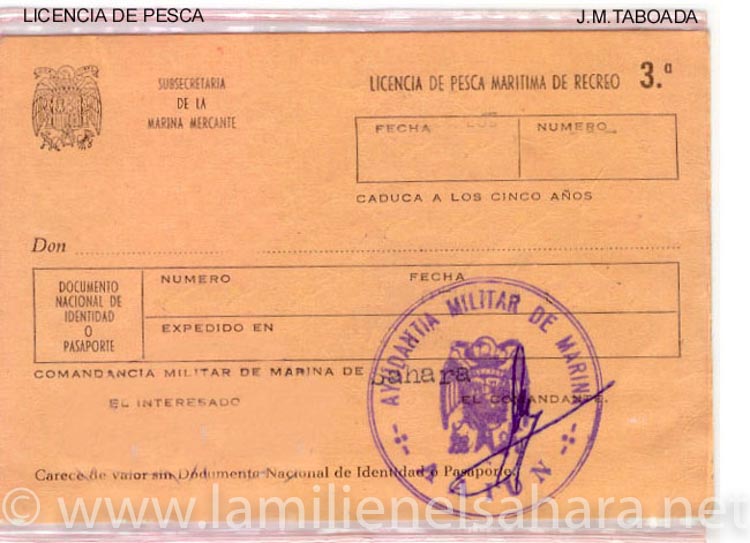 LICENCIA DE PESCA
J.M.TABOADA
SUBSECRETARIA
DE LA
MARINA MERCANTE
LICENCIA DE PESCA MARITIMA DE RECREO 3.ª
FECHA
NUMERO
CADUCA A LOS CINCO AÑOS
Don
DOCUMENTO
NACIONAL DE
IDENTIDAD
O
PASAPORTE
NUMERO
FECHA
EXPEDIDO EN
COMANDANCIA MILITAR DE MARINA DE Sahara
EL INTERESADO
EL COMANDANTE.
AYUDANTIA MILITAR DE MARINA
AAIUN
Carece de valor sin Documento Nacional de Identidad o Pasaporte.
© www.lamilienelsahara.net